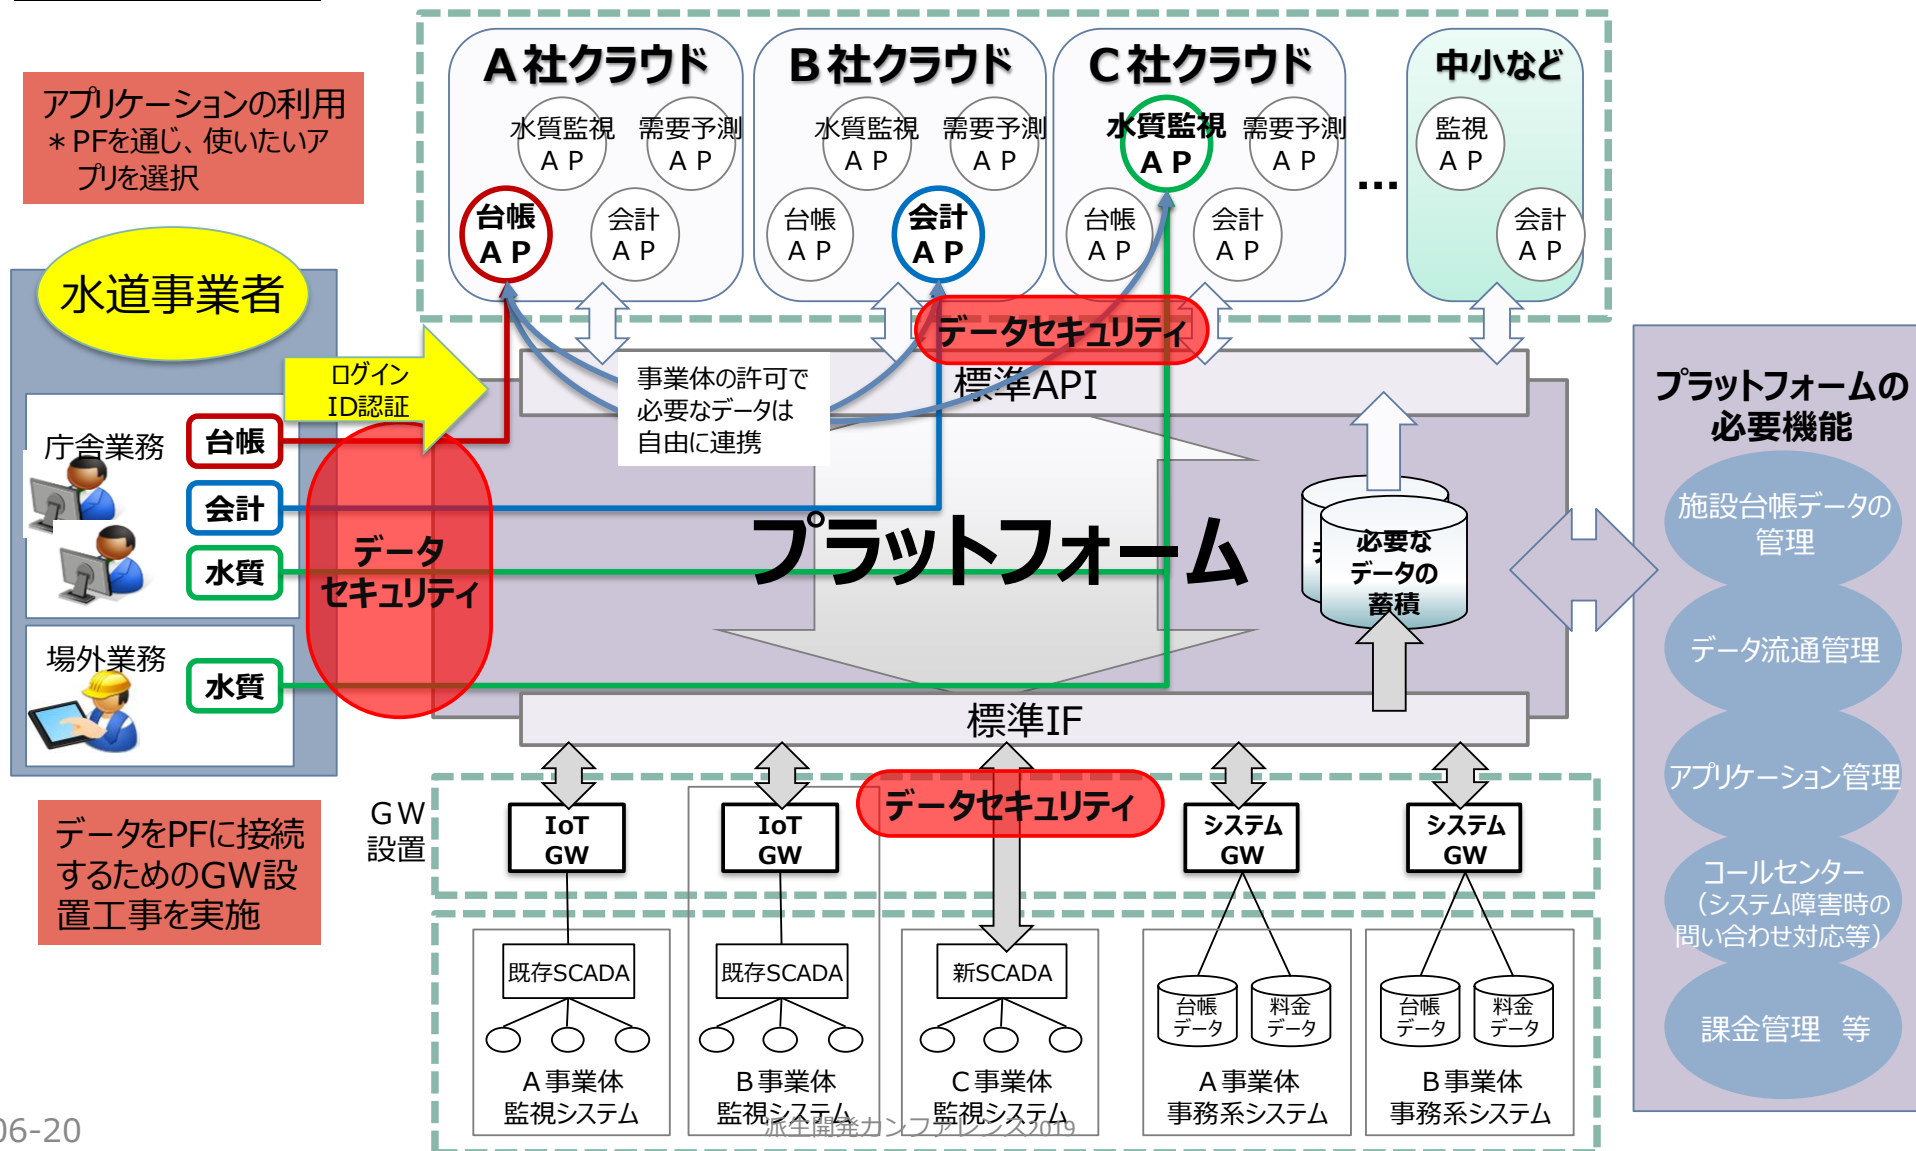 A社クラウド
B社クラウド
C社クラウド
中小など
アプリケーションの利用
＊PFを通じ、使いたいア
プリを選択
水質監視
AP
需要予測
AP
台帳
AP
会計
AP
水質監視
AP
需要予測
AP
台帳
AP
会計
AP
水質監視
AP
需要予測
AP
台帳
AP
会計
AP
…
監視
AP
会計
AP
水道事業者
ログイン
ID認証
データセキュリティ
標準API
事業体の許可で
必要なデータは
自由に連携
庁舎業務
台帳
会計
水質
場外業務
水質
データ
セキュリティ
プラットフォーム
必要な
データの
蓄積
標準IF
プラットフォームの
必要機能
施設台帳データの
管理
データ流通管理
アプリケーション管理
コールセンター
（システム障害時の
問い合わせ対応等）
課金管理　等
データをPFに接続
するためのGW設
置工事を実施
GW
設置
IoT
GW
IoT
GW
データセキュリティ
システム
GW
システム
GW
既存SCADA
既存SCADA
新SCADA
台帳
データ
料金
データ
台帳
データ
料金
データ
A事業体
監視システム
B事業体
監視システム
C事業体
監視システム
A事業体
事務系システム
B事業体
事務系システム
06-20
派生開発カンファレンス2019